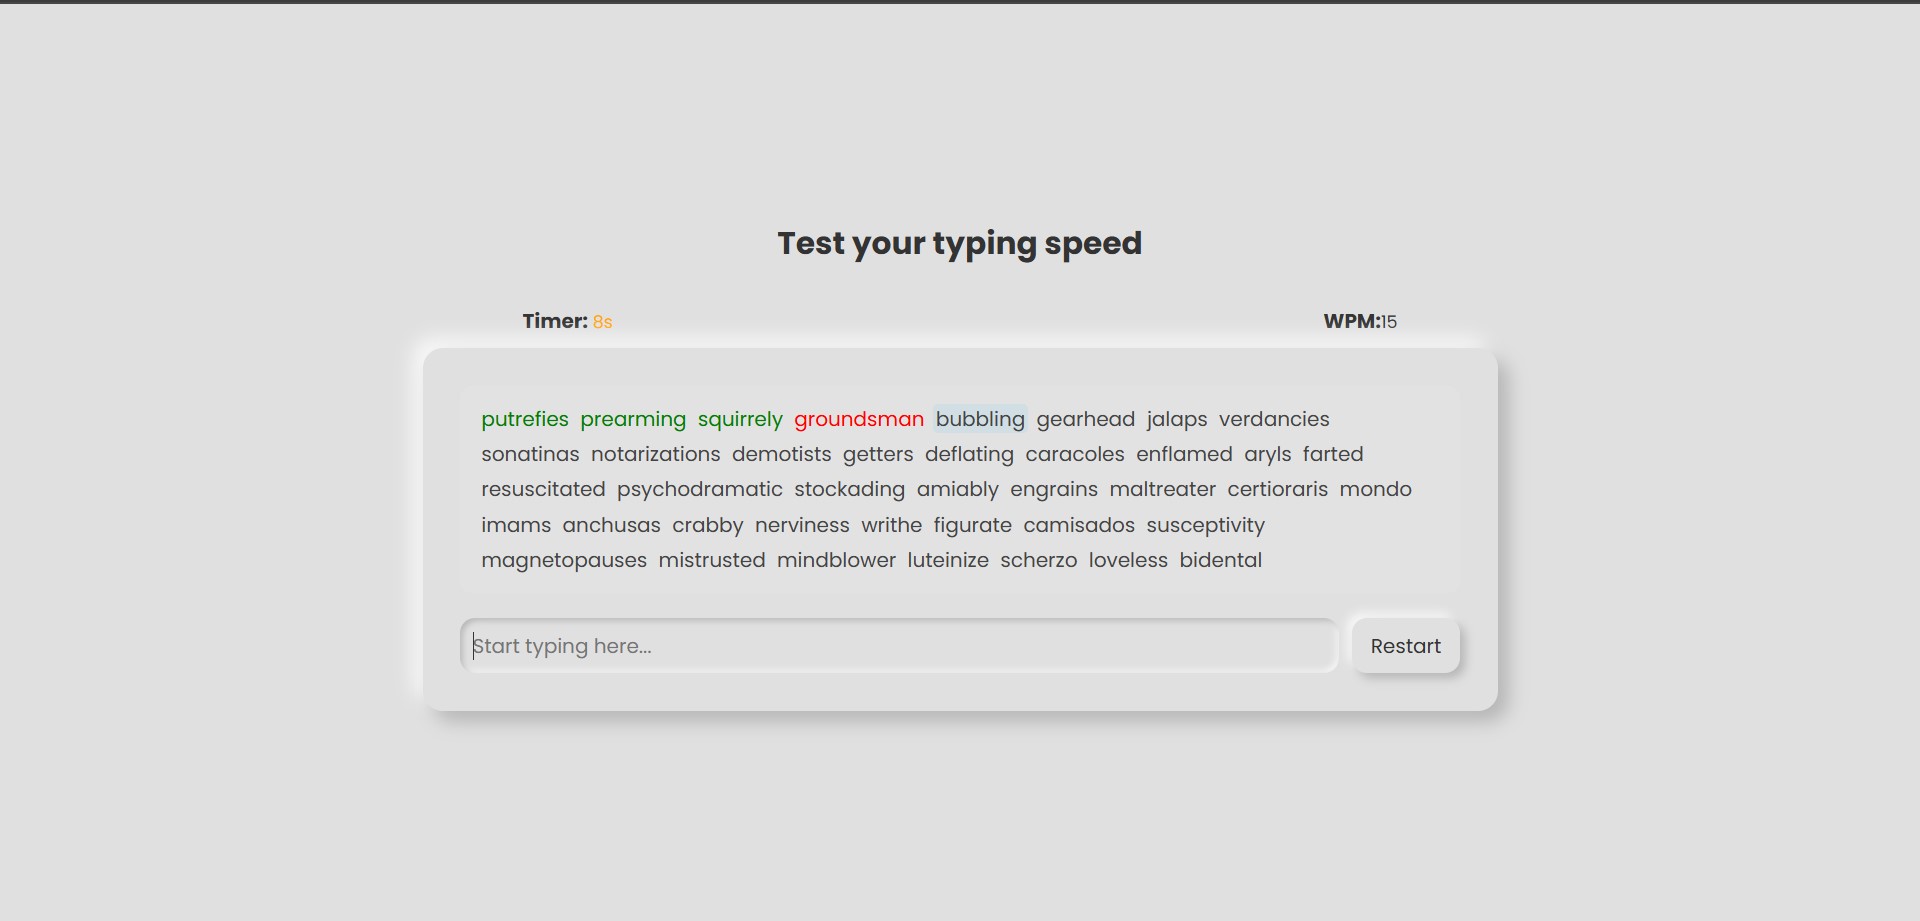 Test your typing speed
Timer: 8s
WPM:15
putrefies prearming squirrely groundsman bubbling gearhead jalaps verdancies
sonatinas notarizations demotists getters deflating caracoles enflamed aryls farted
resuscitated psychodramatic stockading amiably engrains maltreater certioraris mondo
imams anchusas crabby nerviness writhe figurate camisados susceptivity
magnetopauses mistrusted mindblower luteinize scherzo loveless bidental
Start typing here...
Restart